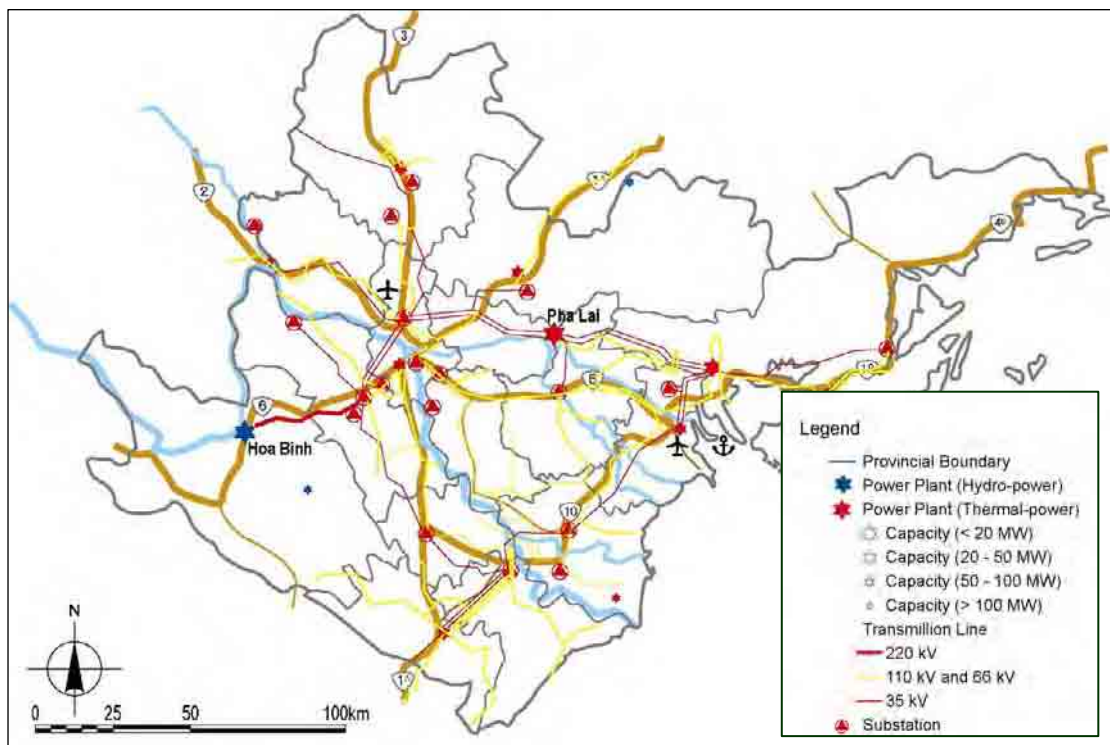 3
2
Pha Lai
18
5
6
Hoa Binh
10
N
0 25 50 100km
Legend
Provincial Boundary
Power Plant (Hydro-power)
Power Plant (Thermal-power)
Capacity (< 20 MW)
Capacity (20 - 50 MW)
Capacity (50 - 100 MW)
Capacity (> 100 MW)
Transmillion Line
220 kV
110 kV and 66 kV
35 kV
Substation